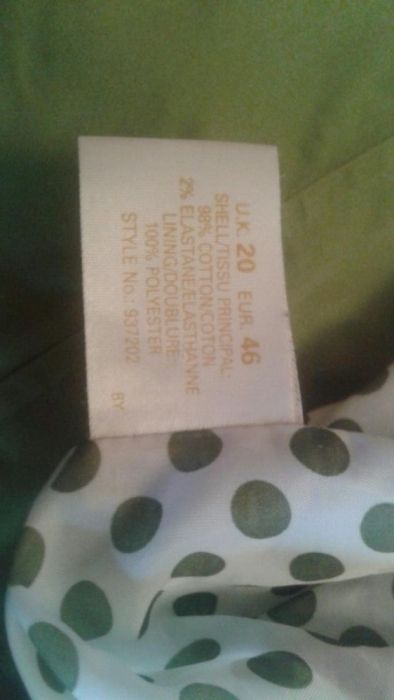 U.K. 20 EUR. 46
SHELL/TISSU PRINCIPAL:
98% COTTON/COTON
2% ELASTANE/ELASTHANNE
LINING/DOUBLURE:
100% POLYESTER
STYLE No.: 937202
BY